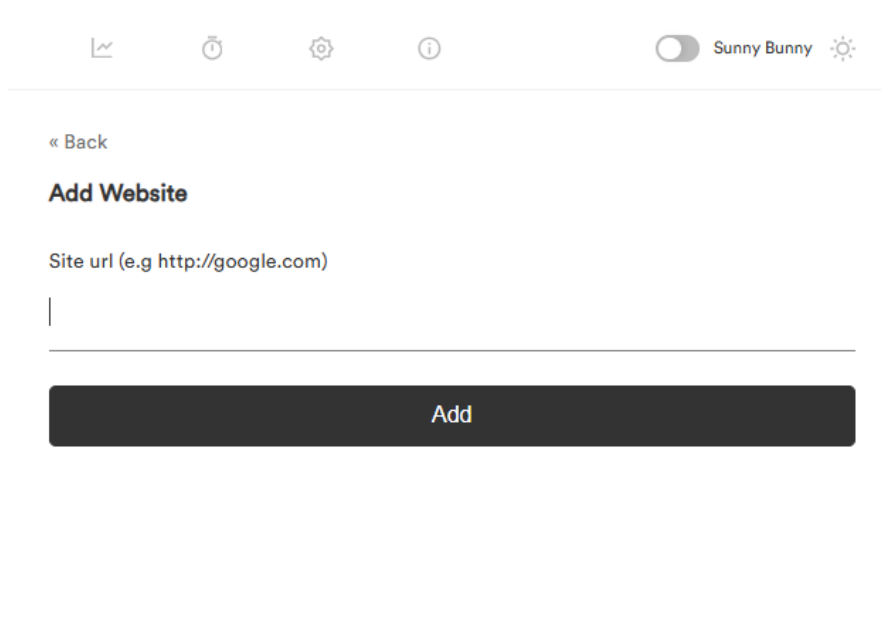 Sunny Bunny
« Back
Add Website
Site url (e.g http://google.com)
Add